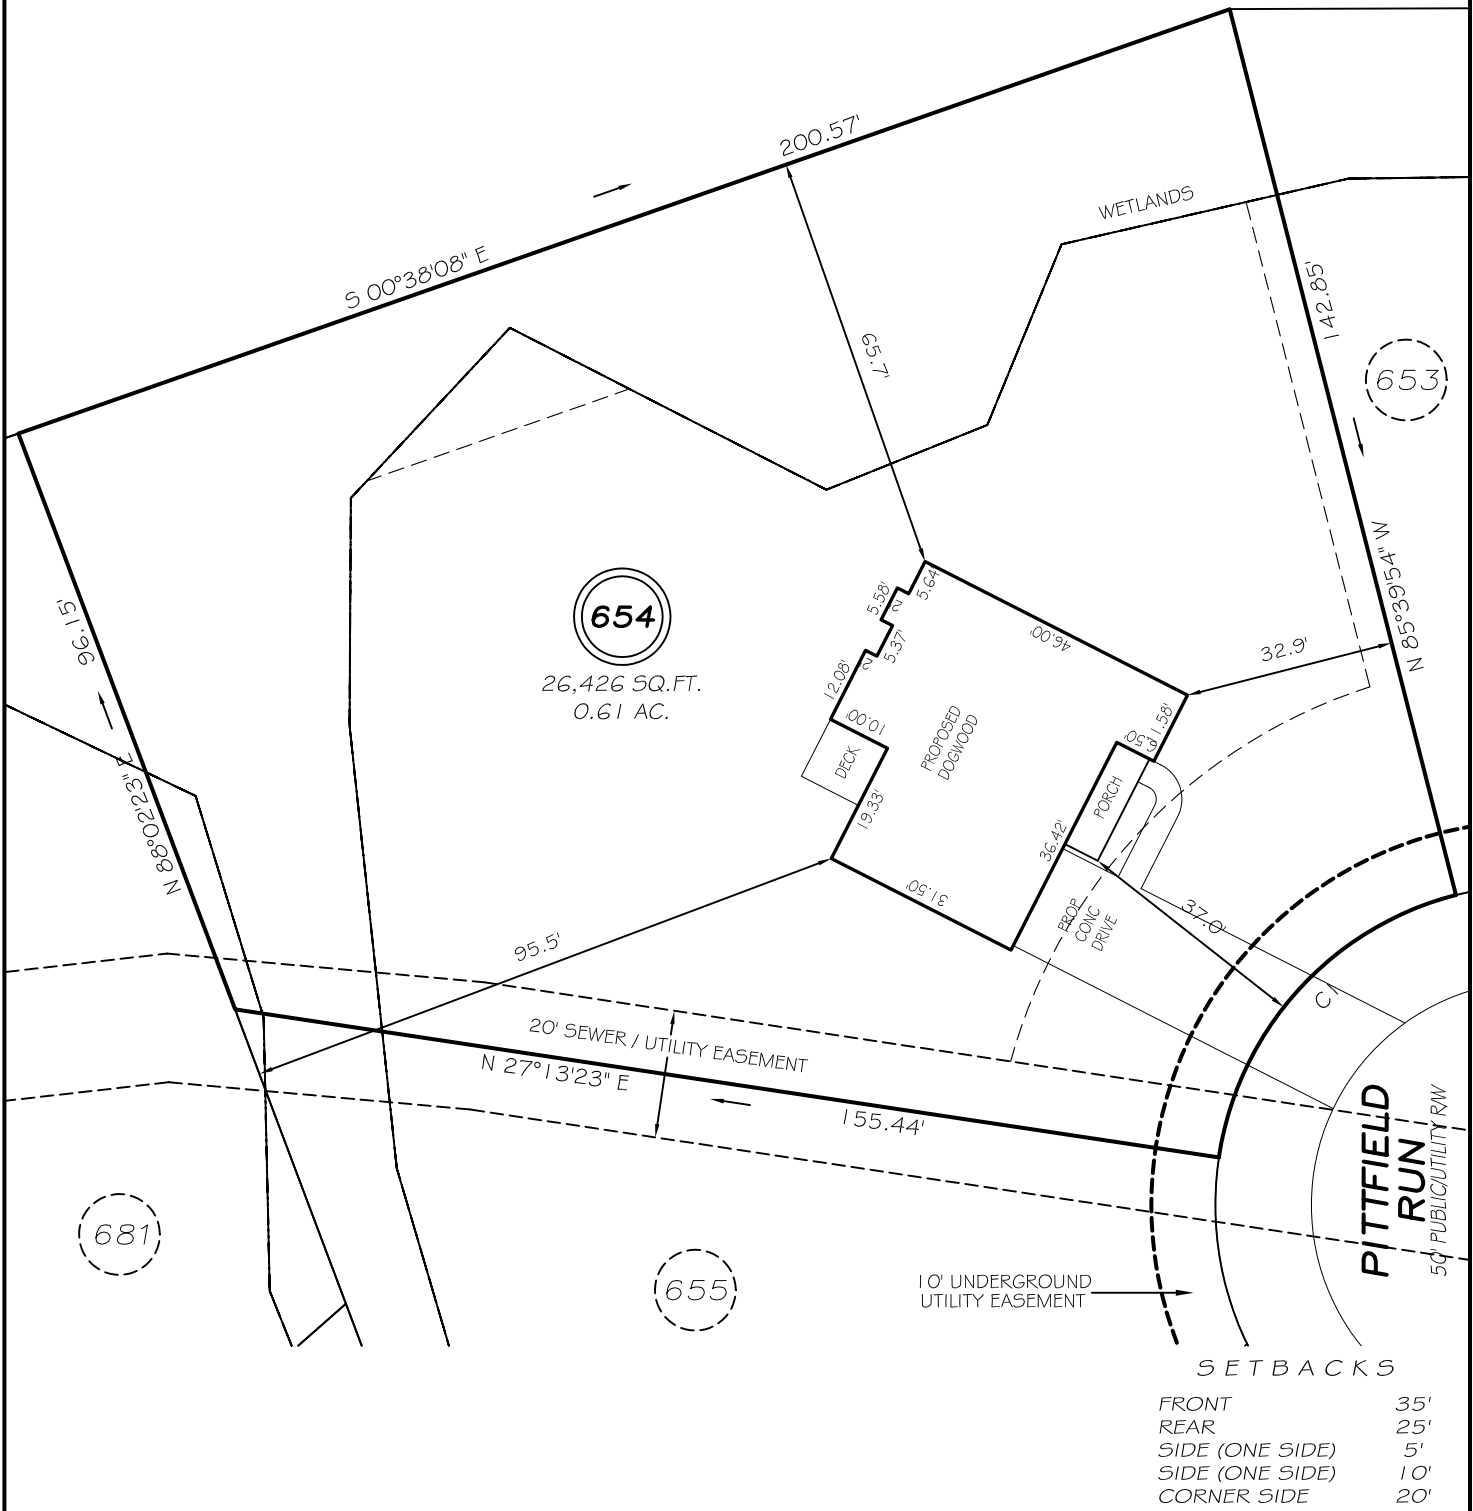 200.57'
S 00°38'08" E
WETLANDS
142.85'
653
65.7'
N 85°39'54" W
96.15'
654
26,426 SQ.FT.
0.61 AC.
5.58'
2
5.64'
5.37'
2
12.08'
10.00'
46.00'
32.9'
11.58'
PROPOSED
DOGWOOD
DECK
PORCH
19.33'
36.42'
31.50'
N 88°02'23" E
95.5'
PROP
CONC
DRIVE
37.0'
C1
20' SEWER / UTILITY EASEMENT
N 27°13'23" E
155.44'
681
655
PITTFIELD
RUN
50' PUBLIC/UTILITY R/W
10' UNDERGROUND
UTILITY EASEMENT
SETBACKS
FRONT 35'
REAR 25'
SIDE (ONE SIDE) 5'
SIDE (ONE SIDE) 10'
CORNER SIDE 20'